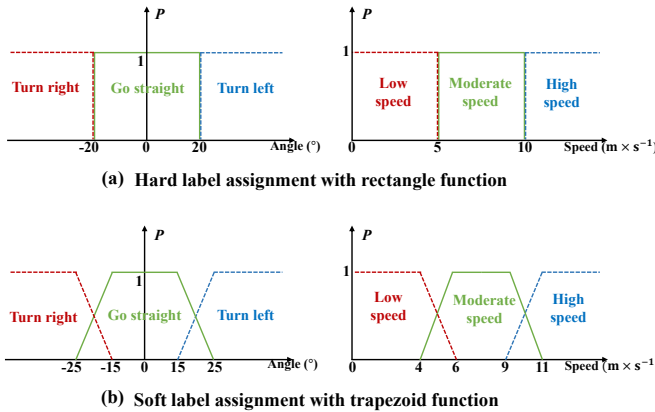 P
P
1
1
Turn right
Go straight
Turn left
Low speed
Moderate speed
High speed
-20
0
20
Angle (°)
0
5
10
Speed (m × s⁻¹)
(a) Hard label assignment with rectangle function
P
P
1
1
Turn right
Go straight
Turn left
Low speed
Moderate speed
High speed
-25
-15
0
15
25
Angle (°)
0
4
6
9
11
Speed (m × s⁻¹)
(b) Soft label assignment with trapezoid function